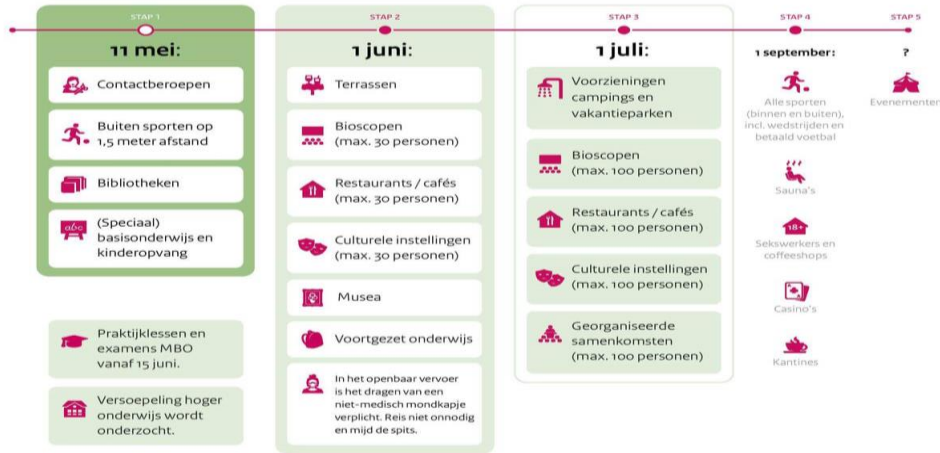 STAP 1
11 mei:
Contactberoepen
Buiten sporten op
1,5 meter afstand
Bibliotheken
abc
(Speciaal)
basisonderwijs en
kinderopvang
Praktijklessen en
examens MBO
vanaf 15 juni.
Versoepeling hoger
onderwijs wordt
onderzocht.
STAP 2
1 juni:
Terrassen
Bioscopen
(max. 30 personen)
Restaurants / cafés
(max. 30 personen)
Culturele instellingen
(max. 30 personen)
Musea
Voortgezet onderwijs
In het openbaar vervoer
is het dragen van een
niet-medisch mondkapje
verplicht. Reis niet onnodig
en mijd de spits.
STAP 3
1 juli:
Voorzieningen
campings en
vakantieparken
Bioscopen
(max. 100 personen)
Restaurants / cafés
(max. 100 personen)
Culturele instellingen
(max. 100 personen)
Georganiseerde
samenkomsten
(max. 100 personen)
STAP 4
1 september:
Alle sporten
(binnen en buiten),
incl. wedstrijden en
betaald voetbal
Sauna's
18+
Sekswerkers en
coffeeshops
Casino's
Kantines
STAP 5
?
Evenementen